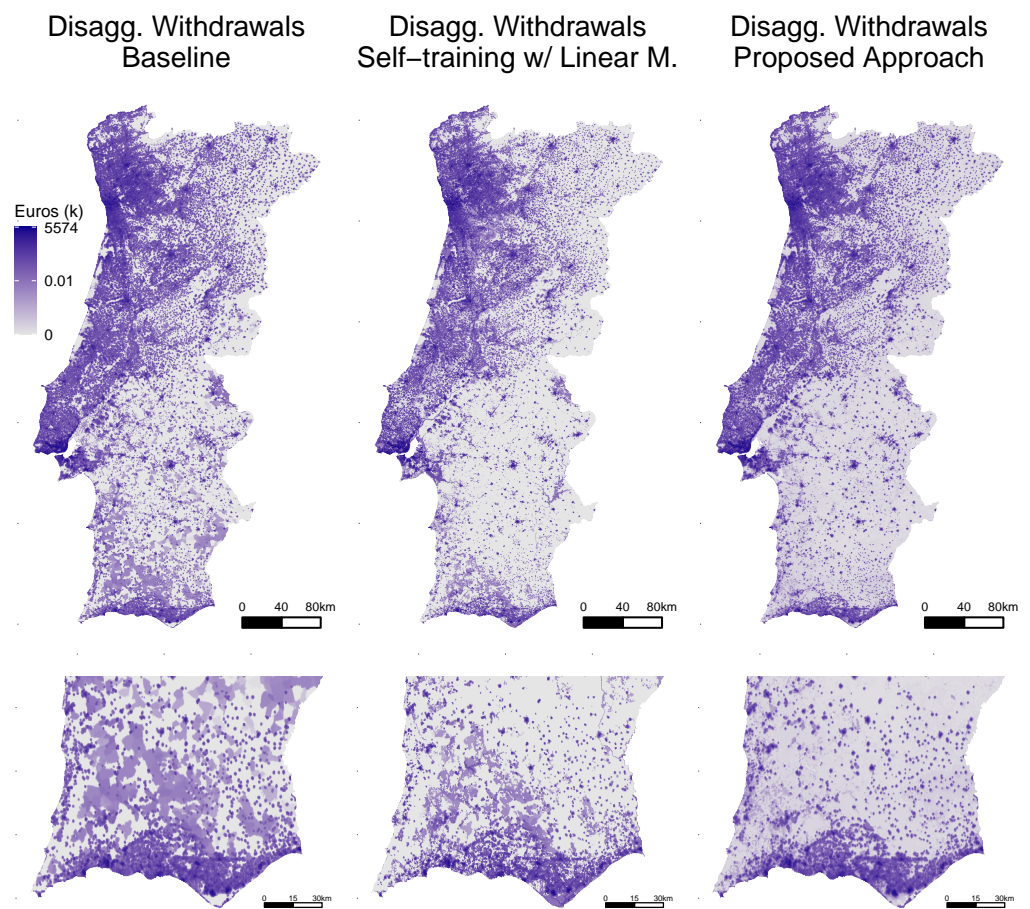 Disagg. Withdrawals
Baseline
Disagg. Withdrawals
Self−training w/ Linear M.
Disagg. Withdrawals
Proposed Approach
Euros (k)
5574
0.01
0
0 40 80km
0 40 80km
0 40 80km
0 15 30km
0 15 30km
0 15 30km